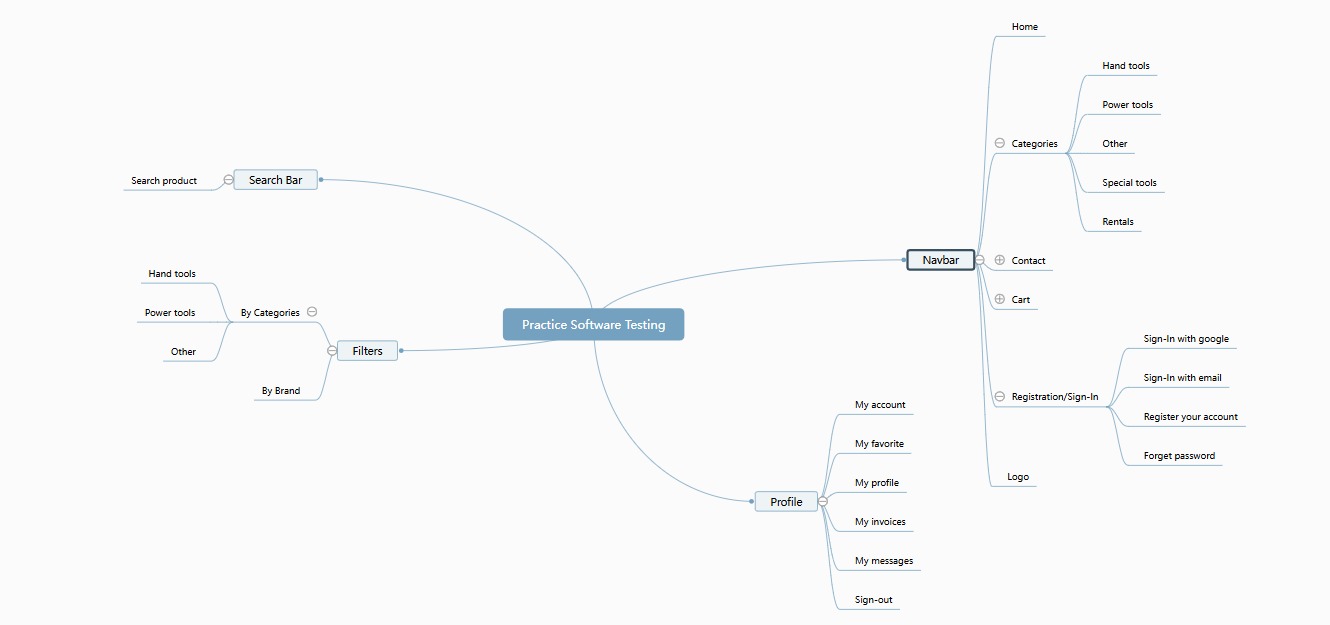 Practice Software Testing
Navbar
Home
Categories
Hand tools
Power tools
Other
Special tools
Rentals
Contact
Cart
Registration/Sign-In
Sign-In with google
Sign-In with email
Register your account
Forget password
Logo
Profile
My account
My favorite
My profile
My invoices
My messages
Sign-out
Search Bar
Search product
Filters
By Categories
Hand tools
Power tools
Other
By Brand